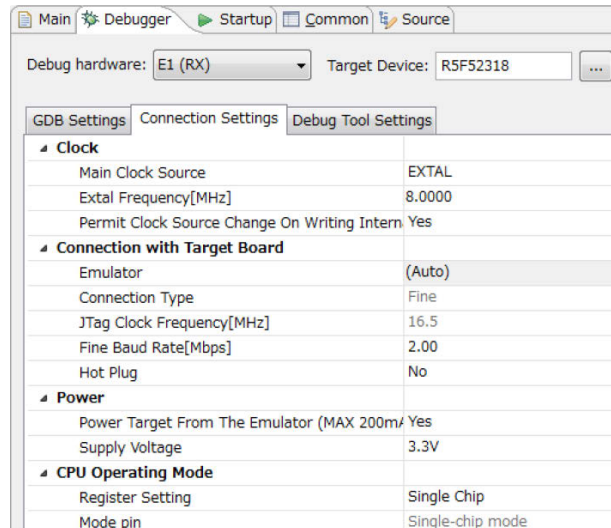 Main Debugger Startup Common Source
Debug hardware: E1 (RX) Target Device: R5F52318 ...
GDB Settings Connection Settings Debug Tool Settings
Clock
Main Clock Source EXTAL
Extal Frequency[MHz] 8.0000
Permit Clock Source Change On Writing Intern Yes
Connection with Target Board
Emulator (Auto)
Connection Type Fine
JTag Clock Frequency[MHz] 16.5
Fine Baud Rate[Mbps] 2.00
Hot Plug No
Power
Power Target From The Emulator (MAX 200mA Yes
Supply Voltage 3.3V
CPU Operating Mode
Register Setting Single Chip
Mode pin Single-chip mode